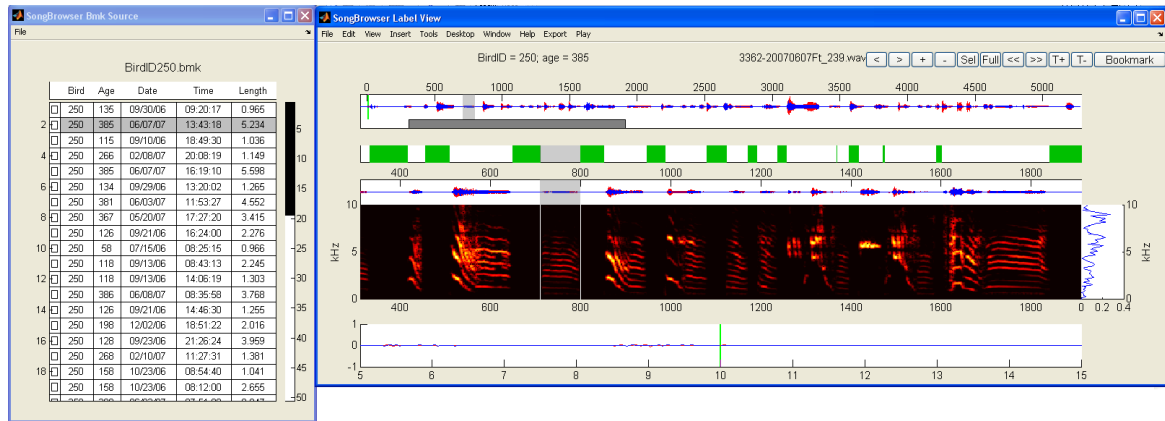 SongBrowser Bmk Source
File
BirdID250.bmk
Bird Age Date Time Length
250 135 09/30/06 09:20:17 0.965
2 250 385 06/07/07 13:43:18 5.234
250 115 09/10/06 18:49:30 1.036
4 250 266 02/08/07 20:08:19 1.149
250 385 06/07/07 16:19:10 5.598
6 250 134 09/29/06 13:20:02 1.265
250 381 06/03/07 11:53:27 4.552
8 250 367 05/20/07 17:27:20 3.415
250 126 09/21/06 16:24:00 2.276
10 250 58 07/15/06 08:25:15 0.966
250 118 09/13/06 08:43:13 2.245
12 250 118 09/13/06 14:06:19 1.303
250 386 06/08/07 08:35:58 3.768
14 250 126 09/21/06 14:46:30 1.255
250 198 12/02/06 18:51:22 2.016
16 250 128 09/23/06 21:26:24 3.959
250 268 02/10/07 11:27:31 1.381
18 250 158 10/23/06 08:54:40 1.041
250 158 10/23/06 08:12:00 2.655
5
10
15
20
25
30
35
40
45
50
SongBrowser Label View
File Edit View Insert Tools Desktop Window Help Export Play
BirdID = 250; age = 385 3362-20070607Ft_239.wav < > + - Sel Full << >> T+ T- Bookmark
0 500 1000 1500 2000 2500 3000 3500 4000 4500 5000
400 600 800 1000 1200 1400 1600 1800
10 10
kHz 5 5 kHz
0 0
400 600 800 1000 1200 1400 1600 1800 0 0.2 0.4
1
0
-1
5 6 7 8 9 10 11 12 13 14 15